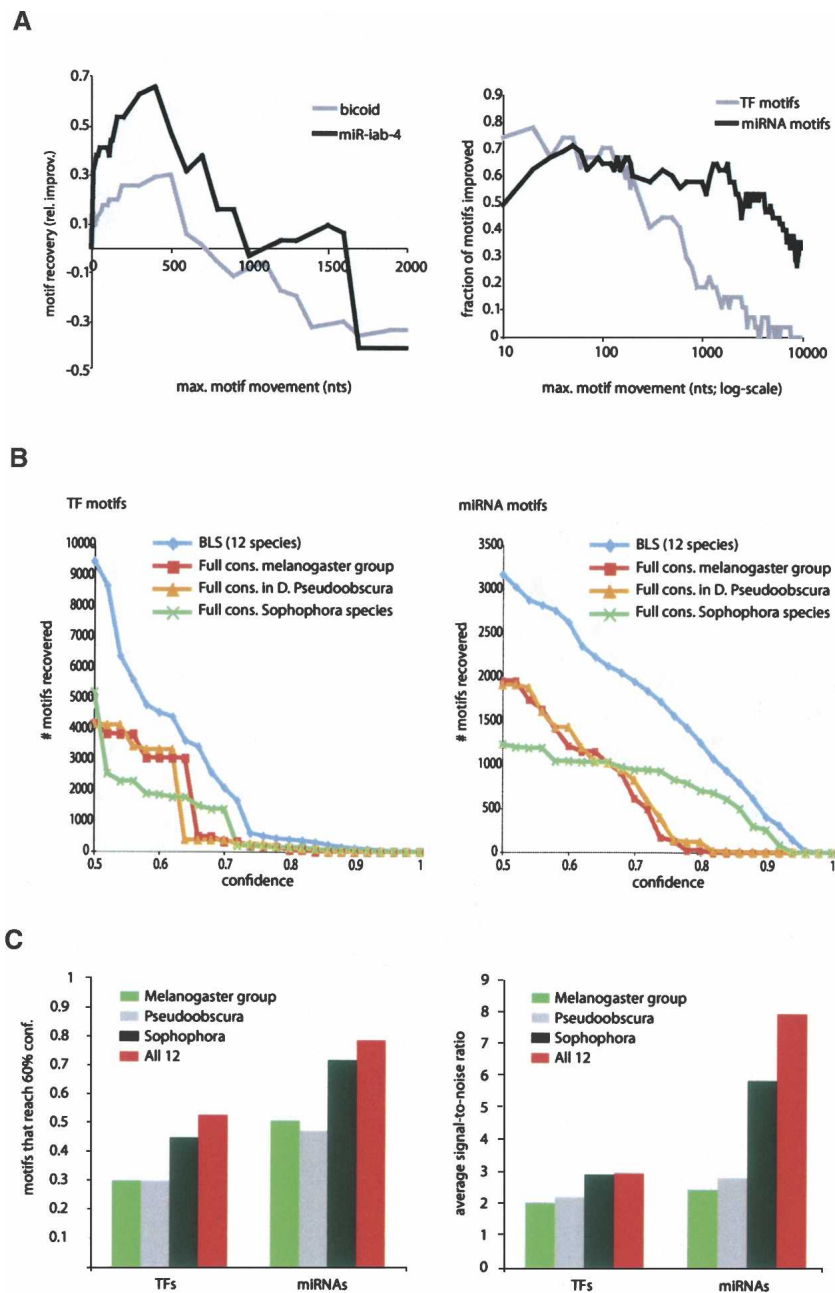 A
motif recovery (rel. improv.)
0.7
0.5
0.3
0.1
-0.1
-0.3
-0.5
0
500
1000
1500
2000
bicoid
miR-iab-4
max. motif movement (nts)
fraction of motifs improved
0.9
0.8
0.7
0.6
0.5
0.4
0.3
0.2
0.1
0
10
100
1000
10000
TF motifs
miRNA motifs
max. motif movement (nts; log-scale)
B
TF motifs
# motifs recovered
10000
9000
8000
7000
6000
5000
4000
3000
2000
1000
0
0.5
0.6
0.7
0.8
0.9
1
BLS (12 species)
Full cons. melanogaster group
Full cons. in D. Pseudoobscura
Full cons. Sophophora species
confidence
miRNA motifs
# motifs recovered
3500
3000
2500
2000
1500
1000
500
0
0.5
0.6
0.7
0.8
0.9
1
BLS (12 species)
Full cons. melanogaster group
Full cons. in D. Pseudoobscura
Full cons. Sophophora species
confidence
C
motifs that reach 60% conf.
1
0.9
0.8
0.7
0.6
0.5
0.4
0.3
0.2
0.1
Melanogaster group
Pseudoobscura
Sophophora
All 12
TFs
miRNAs
average signal-to-noise ratio
9
8
7
6
5
4
3
2
1
0
Melanogaster group
Pseudoobscura
Sophophora
All 12
TFs
miRNAs